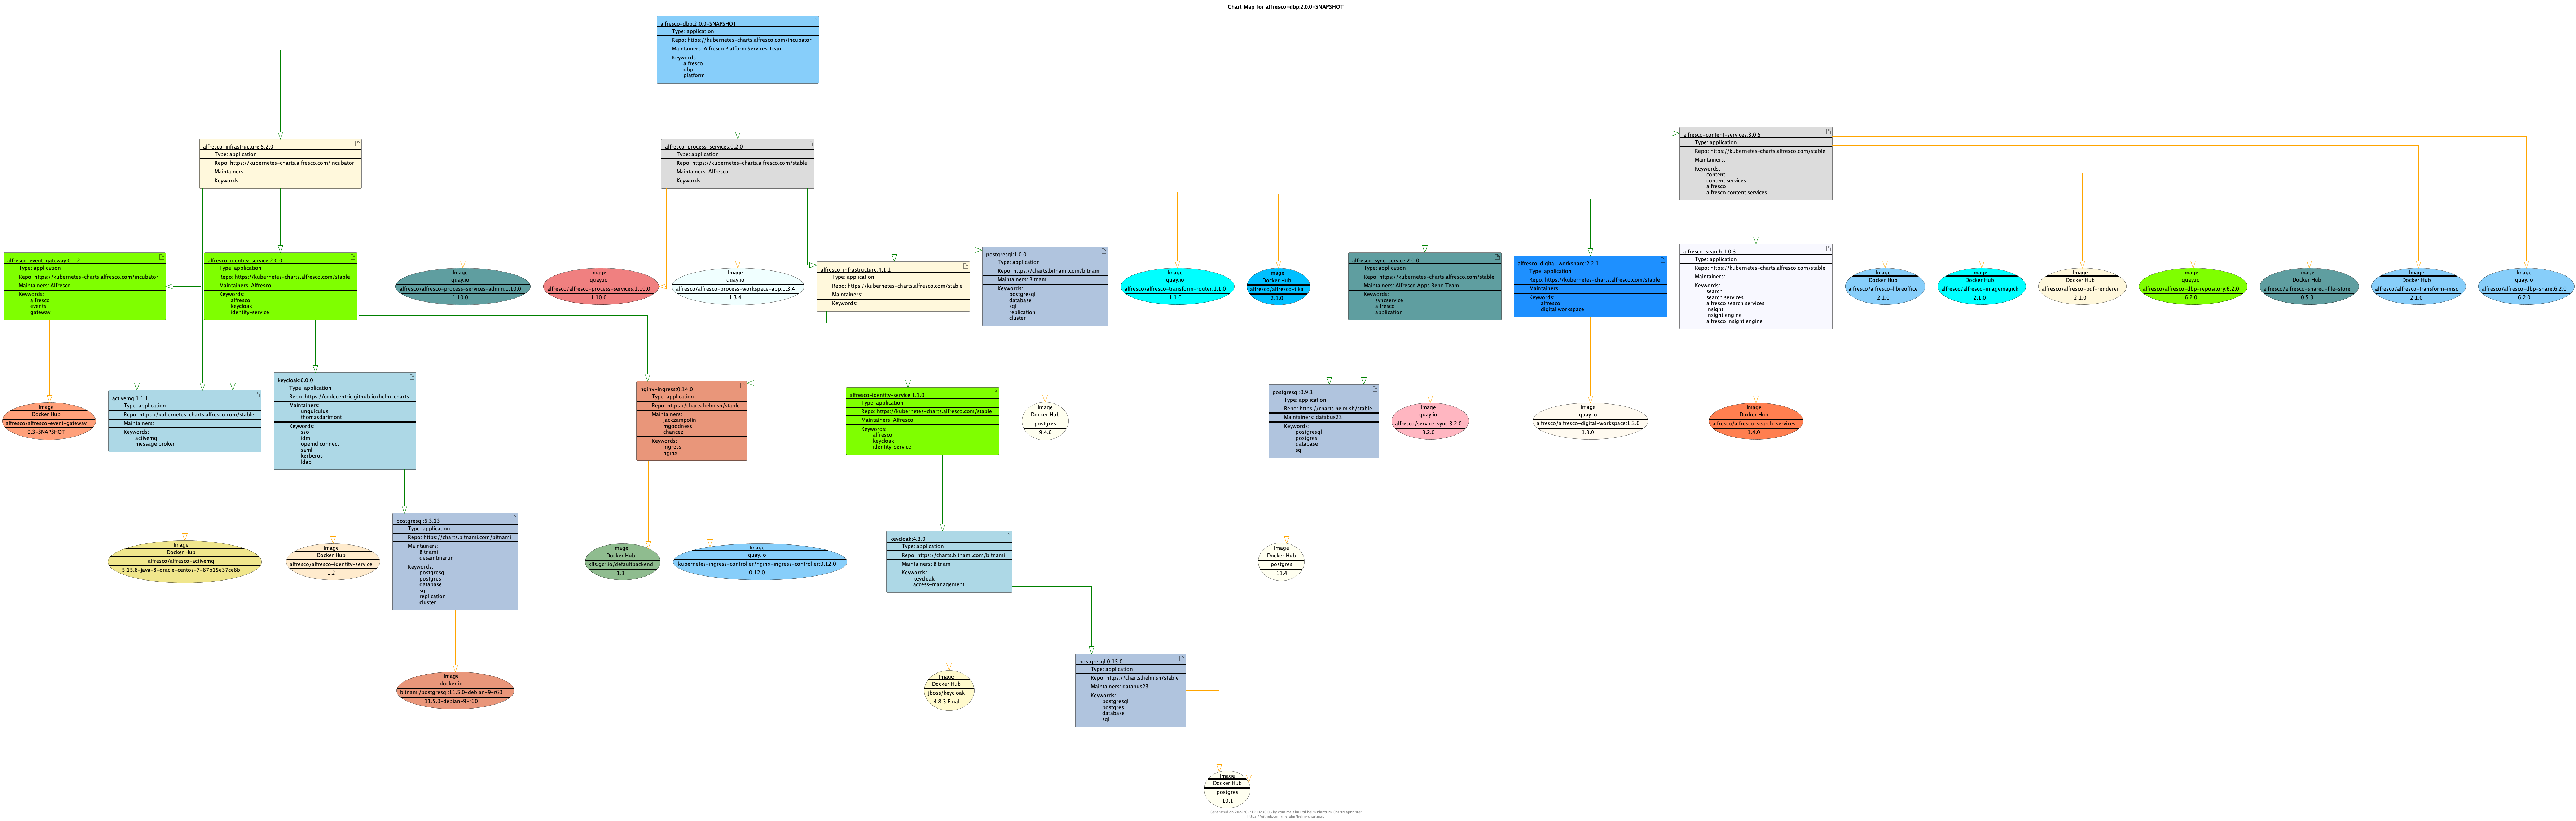 Chart Map for alfresco-dbp:2.0.0-SNAPSHOT
alfresco-dbp:2.0.0-SNAPSHOT
Type: application
Repo: https://kubernetes-charts.alfresco.com/incubator
Maintainers: Alfresco Platform Services Team
Keywords:
alfresco
dbp
platform
alfresco-infrastructure:5.2.0
Type: application
Repo: https://kubernetes-charts.alfresco.com/incubator
Maintainers:
Keywords:
alfresco-process-services:0.2.0
Type: application
Repo: https://kubernetes-charts.alfresco.com/stable
Maintainers: Alfresco
Keywords:
alfresco-content-services:3.0.5
Type: application
Repo: https://kubernetes-charts.alfresco.com/stable
Maintainers:
Keywords:
content
content services
alfresco
alfresco content services
alfresco-event-gateway:0.1.2
Type: application
Repo: https://kubernetes-charts.alfresco.com/incubator
Maintainers: Alfresco
Keywords:
alfresco
events
gateway
alfresco-identity-service:2.0.0
Type: application
Repo: https://kubernetes-charts.alfresco.com/stable
Maintainers: Alfresco
Keywords:
alfresco
keycloak
identity-service
Image
quay.io
alfresco/alfresco-process-services-admin:1.10.0
1.10.0
Image
quay.io
alfresco/alfresco-process-services:1.10.0
1.10.0
Image
quay.io
alfresco/alfresco-process-workspace-app:1.3.4
1.3.4
alfresco-infrastructure:4.1.1
Type: application
Repo: https://kubernetes-charts.alfresco.com/stable
Maintainers:
Keywords:
postgresql:1.0.0
Type: application
Repo: https://charts.bitnami.com/bitnami
Maintainers: Bitnami
Keywords:
postgresql
database
sql
replication
cluster
Image
quay.io
alfresco/alfresco-transform-router:1.1.0
1.1.0
Image
Docker Hub
alfresco/alfresco-tika
2.1.0
alfresco-sync-service:2.0.0
Type: application
Repo: https://kubernetes-charts.alfresco.com/stable
Maintainers: Alfresco Apps Repo Team
Keywords:
syncservice
alfresco
application
alfresco-digital-workspace:2.2.1
Type: application
Repo: https://kubernetes-charts.alfresco.com/stable
Maintainers:
Keywords:
alfresco
digital workspace
alfresco-search:1.0.3
Type: application
Repo: https://kubernetes-charts.alfresco.com/stable
Maintainers:
Keywords:
search
search services
alfresco search services
insight
insight engine
alfresco insight engine
Image
Docker Hub
alfresco/alfresco-libreoffice
2.1.0
Image
Docker Hub
alfresco/alfresco-imagemagick
2.1.0
Image
Docker Hub
alfresco/alfresco-pdf-renderer
2.1.0
Image
quay.io
alfresco/alfresco-dbp-repository:6.2.0
6.2.0
Image
Docker Hub
alfresco/alfresco-shared-file-store
0.5.3
Image
Docker Hub
alfresco/alfresco-transform-misc
2.1.0
Image
quay.io
alfresco/alfresco-dbp-share:6.2.0
6.2.0
Image
Docker Hub
alfresco/alfresco-event-gateway
0.3-SNAPSHOT
activemq:1.1.1
Type: application
Repo: https://kubernetes-charts.alfresco.com/stable
Maintainers:
Keywords:
activemq
message broker
keycloak:6.0.0
Type: application
Repo: https://codecentric.github.io/helm-charts
Maintainers:
unguiculus
thomasdarimont
Keywords:
sso
idm
openid connect
saml
kerberos
ldap
nginx-ingress:0.14.0
Type: application
Repo: https://charts.helm.sh/stable
Maintainers:
jackzampolin
mgoodness
chancez
Keywords:
ingress
nginx
alfresco-identity-service:1.1.0
Type: application
Repo: https://kubernetes-charts.alfresco.com/stable
Maintainers: Alfresco
Keywords:
alfresco
keycloak
identity-service
Image
Docker Hub
postgres
9.4.6
postgresql:0.9.3
Type: application
Repo: https://charts.helm.sh/stable
Maintainers: databus23
Keywords:
postgresql
postgres
database
sql
Image
quay.io
alfresco/service-sync:3.2.0
3.2.0
Image
quay.io
alfresco/alfresco-digital-workspace:1.3.0
1.3.0
Image
Docker Hub
alfresco/alfresco-search-services
1.4.0
Image
Docker Hub
alfresco/alfresco-activemq
5.15.8-java-8-oracle-centos-7-87b15e37ce8b
Image
Docker Hub
alfresco/alfresco-identity-service
1.2
postgresql:6.3.13
Type: application
Repo: https://charts.bitnami.com/bitnami
Maintainers:
Bitnami
desaintmartin
Keywords:
postgresql
postgres
database
sql
replication
cluster
Image
Docker Hub
k8s.gcr.io/defaultbackend
1.3
Image
quay.io
kubernetes-ingress-controller/nginx-ingress-controller:0.12.0
0.12.0
keycloak:4.3.0
Type: application
Repo: https://charts.bitnami.com/bitnami
Maintainers: Bitnami
Keywords:
keycloak
access-management
Image
Docker Hub
postgres
11.4
Image
docker.io
bitnami/postgresql:11.5.0-debian-9-r60
11.5.0-debian-9-r60
Image
Docker Hub
jboss/keycloak
4.8.3.Final
postgresql:0.15.0
Type: application
Repo: https://charts.helm.sh/stable
Maintainers: databus23
Keywords:
postgresql
postgres
database
sql
Image
Docker Hub
postgres
10.1